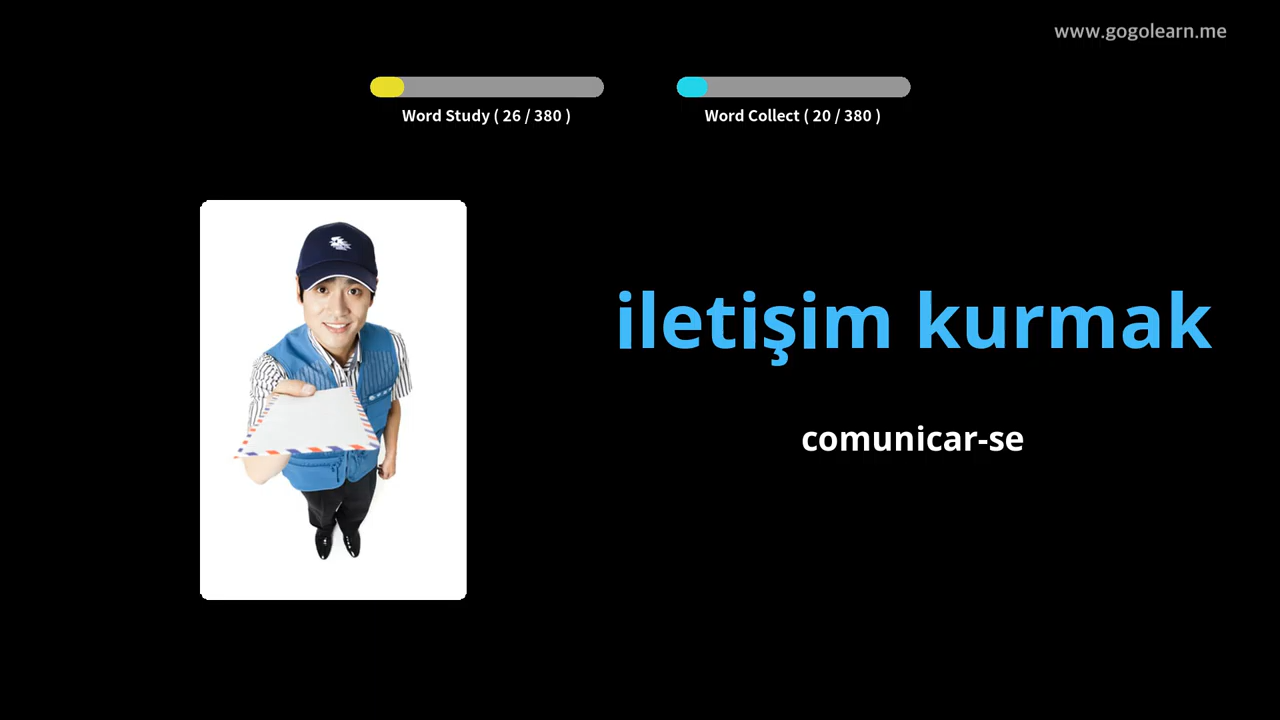 www.gogolearn.me
Word Study ( 26 / 380 )
Word Collect ( 20 / 380 )
iletişim kurmak
comunicar-se